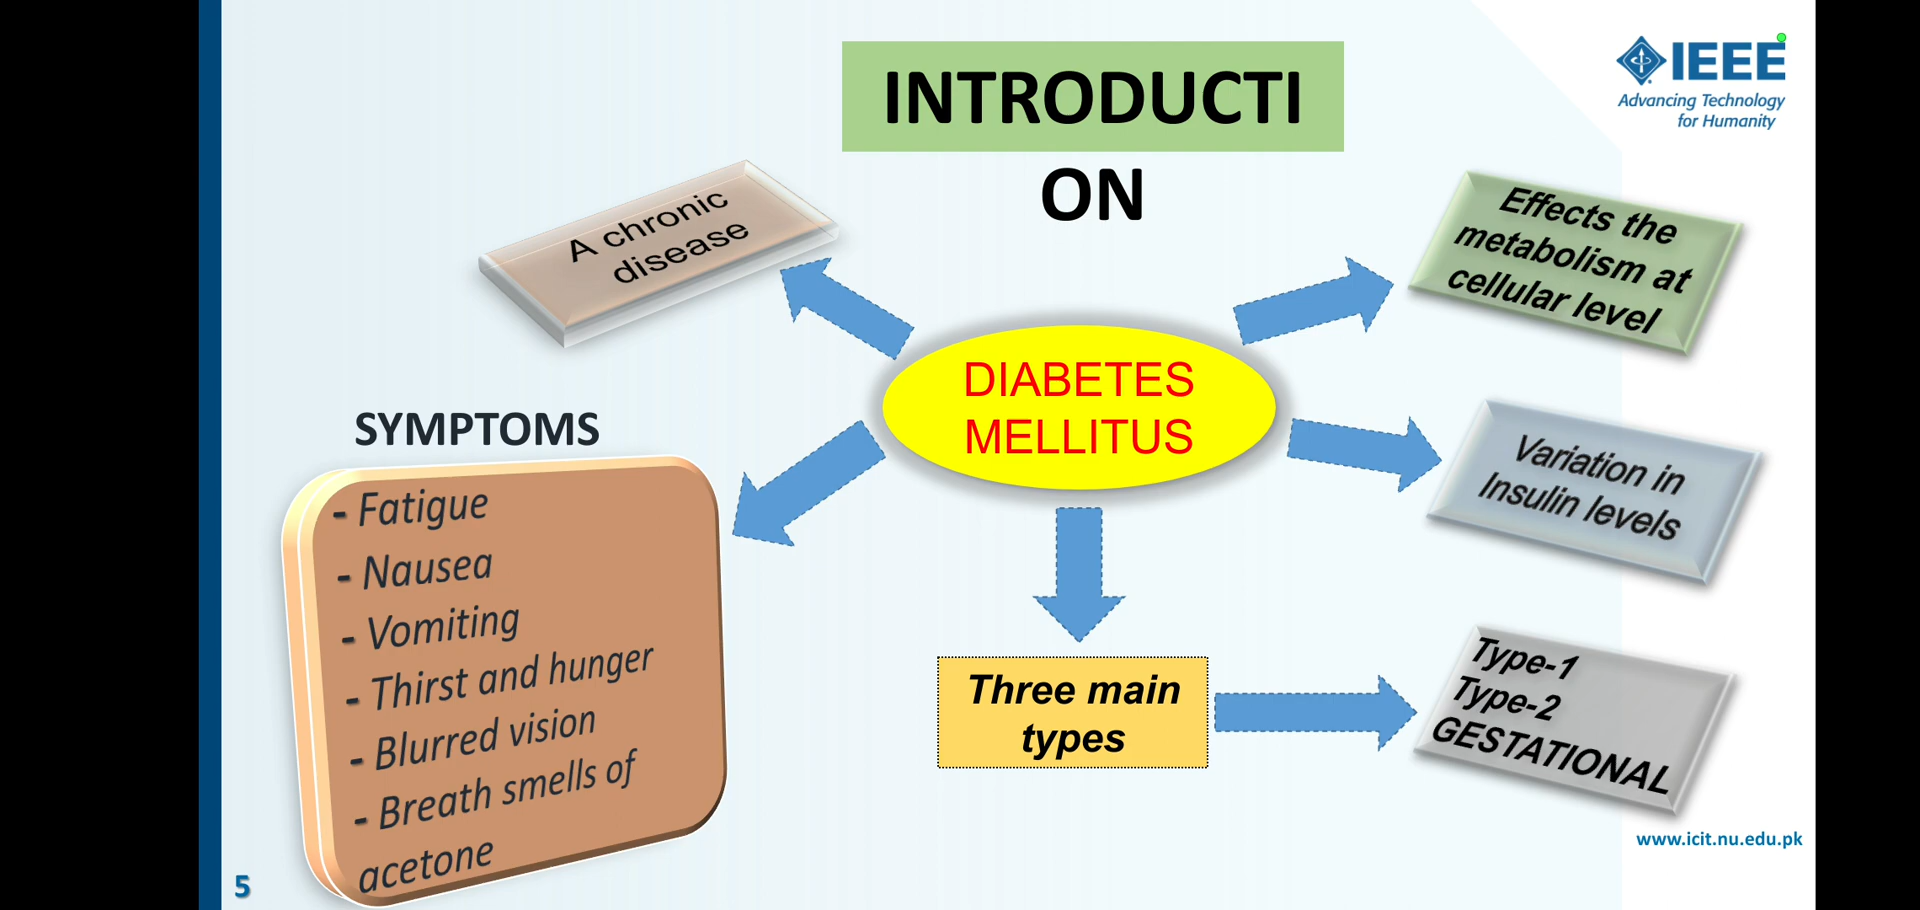 INTRODUCTI
ON
IEEE
Advancing Technology
for Humanity
A chronic
disease
Effects the
metabolism at
cellular level
DIABETES
MELLITUS
SYMPTOMS
- Fatigue
- Nausea
- Vomiting
- Thirst and hunger
- Blurred vision
- Breath smells of
acetone
Variation in
Insulin levels
Three main
types
Type-1
Type-2
GESTATIONAL
www.icit.nu.edu.pk
5